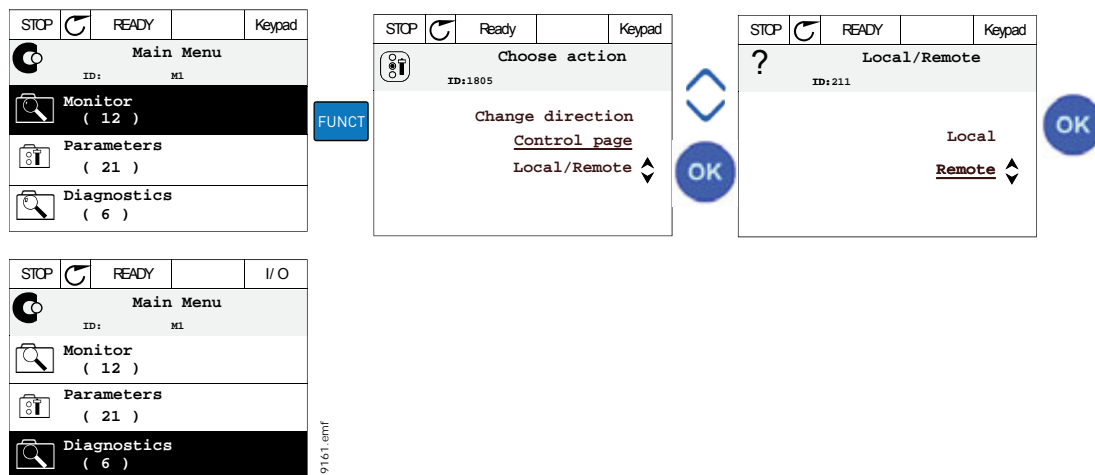 STOP READY Keypad
Main Menu
ID: M1
Monitor
( 12 )
Parameters
( 21 )
Diagnostics
( 6 )
FUNCT
STOP Ready Keypad
Choose action
ID:1805
Change direction
Control page
Local/Remote
OK
STOP READY Keypad
?
Local/Remote
ID:211
Local
Remote
OK
STOP READY I/O
Main Menu
ID: M1
Monitor
( 12 )
Parameters
( 21 )
Diagnostics
( 6 )
9161.emf